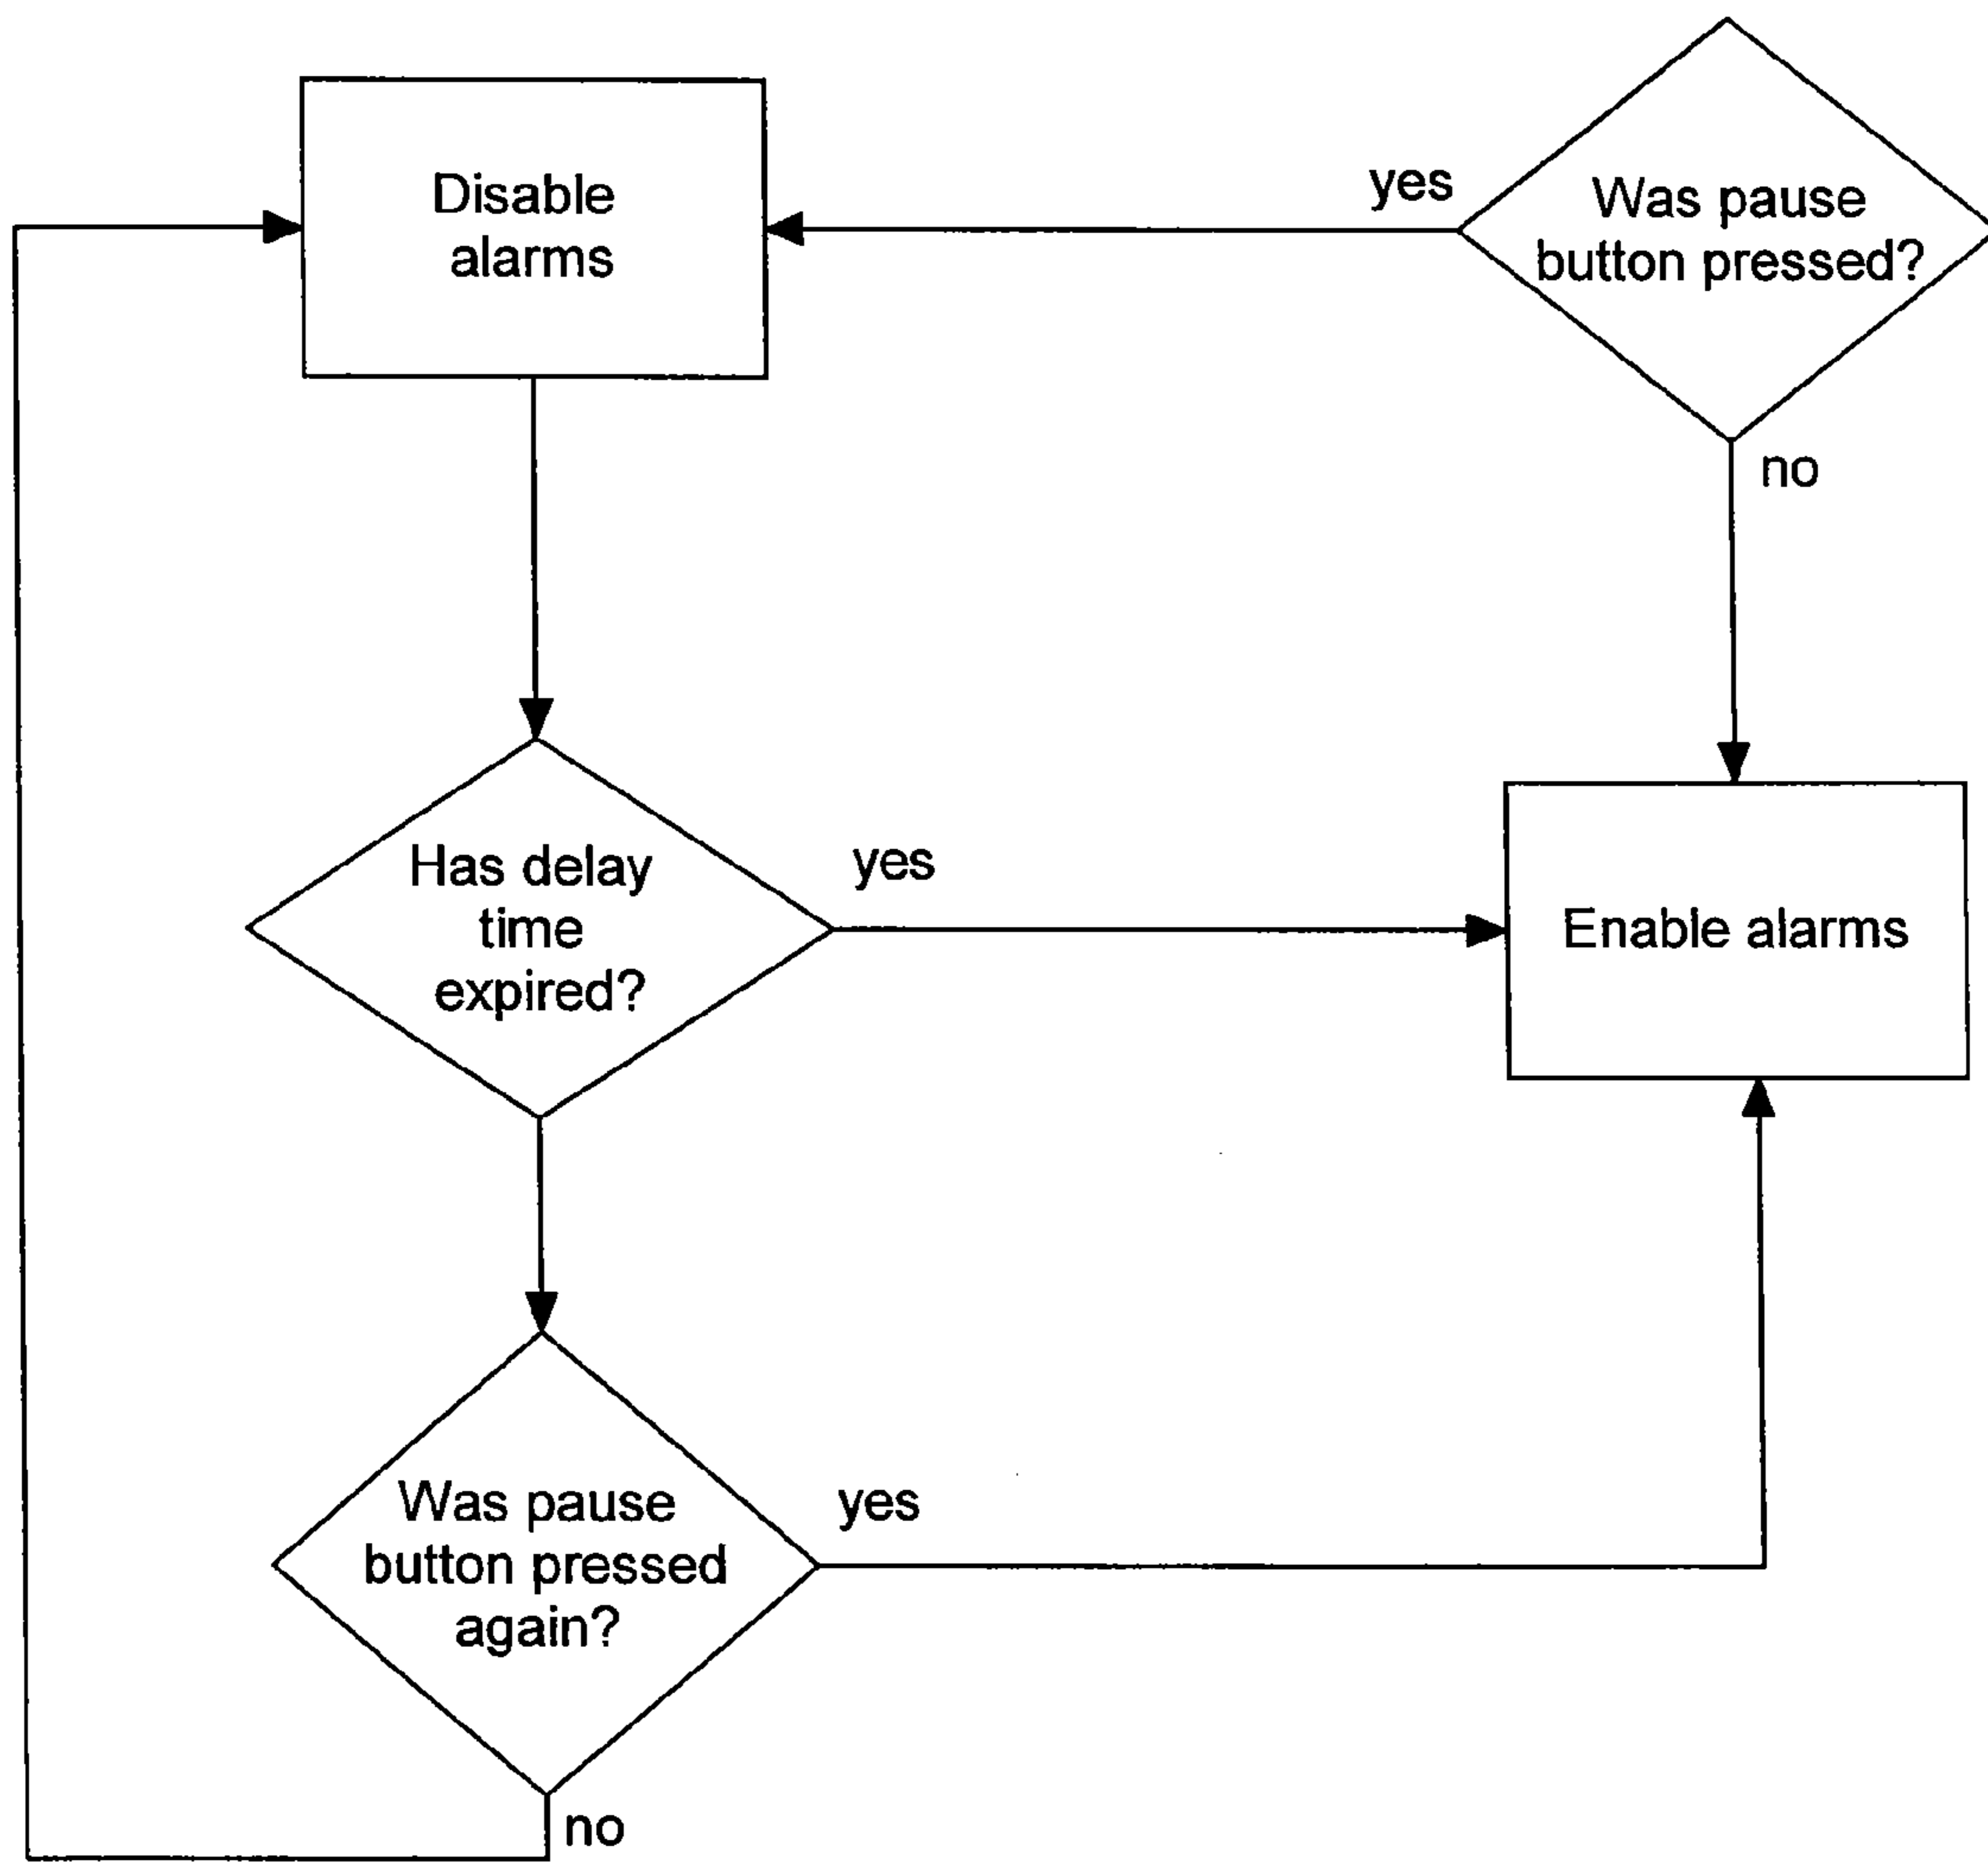 Disable
alarms
yes
Was pause
button pressed?
no
Has delay
time
expired?
yes
Enable alarms
Was pause
button pressed
again?
yes
no